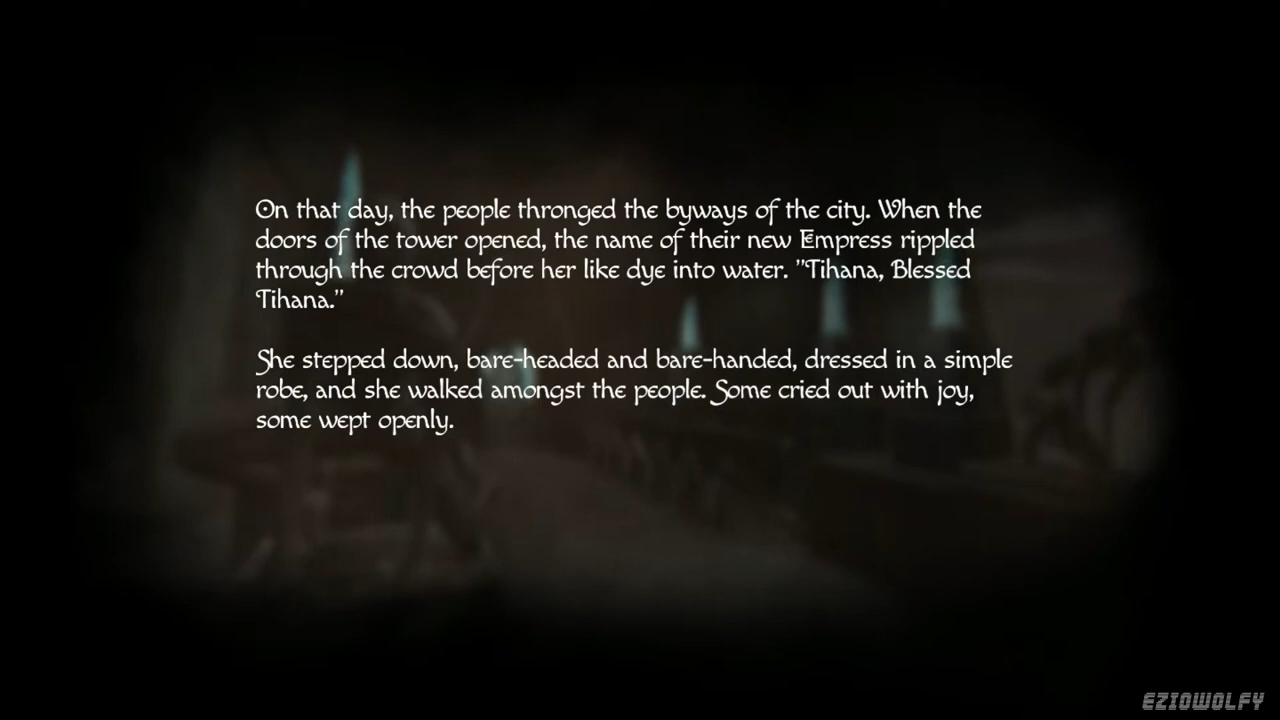 On that day, the people thronged the byways of the city. When the
doors of the tower opened, the name of their new Empress rippled
through the crowd before her like dye into water. "Tihana, Blessed
Tihana."
She stepped down, bare-headed and bare-handed, dressed in a simple
robe, and she walked amongst the people. Some cried out with joy,
some wept openly.
EZIOWOLFY